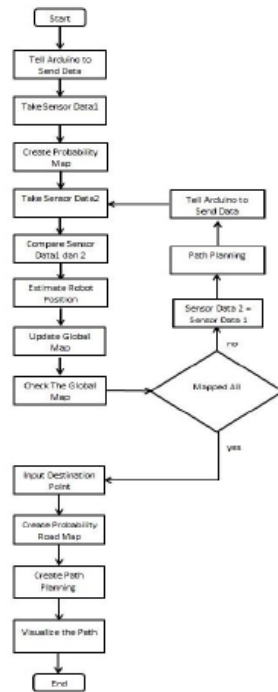 Start
Tell Arduino to
Send Data
Take Sensor Data1
Create Probability
Map
Take Sensor Data2
Compare Sensor
Data1 dan 2
Estimate Robot
Position
Update Global
Map
Check The Global
Map
Mapped All
no
Sensor Data 2 =
Sensor Data 1
Path Planning
Tell Arduino to
Send Data
yes
Input Destination
Point
Create Probability
Road Map
Create Path
Planning
Visualize the Path
End